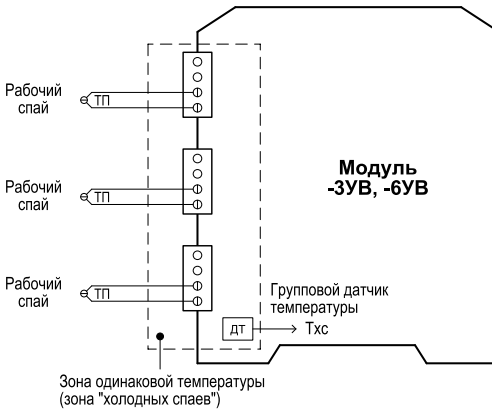 Рабочий
спай
ТП
Рабочий
спай
ТП
Модуль
-3УВ, -6УВ
Рабочий
спай
ТП
Групповой датчик
температуры
ДТ
Тхс
Зона одинаковой температуры
(зона "холодных спаев")